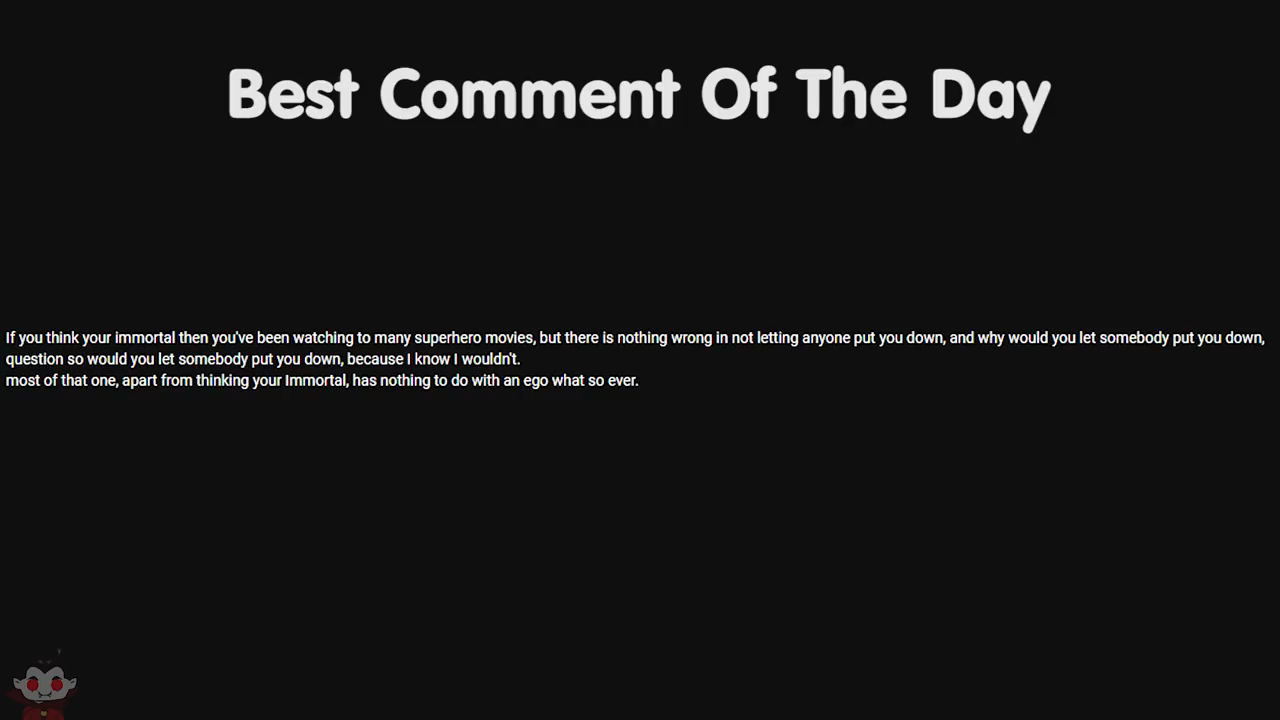 Best Comment Of The Day
If you think your immortal then you've been watching to many superhero movies, but there is nothing wrong in not letting anyone put you down, and why would you let somebody put you down,
question so would you let somebody put you down, because I know I wouldn't.
most of that one, apart from thinking your Immortal, has nothing to do with an ego what so ever.